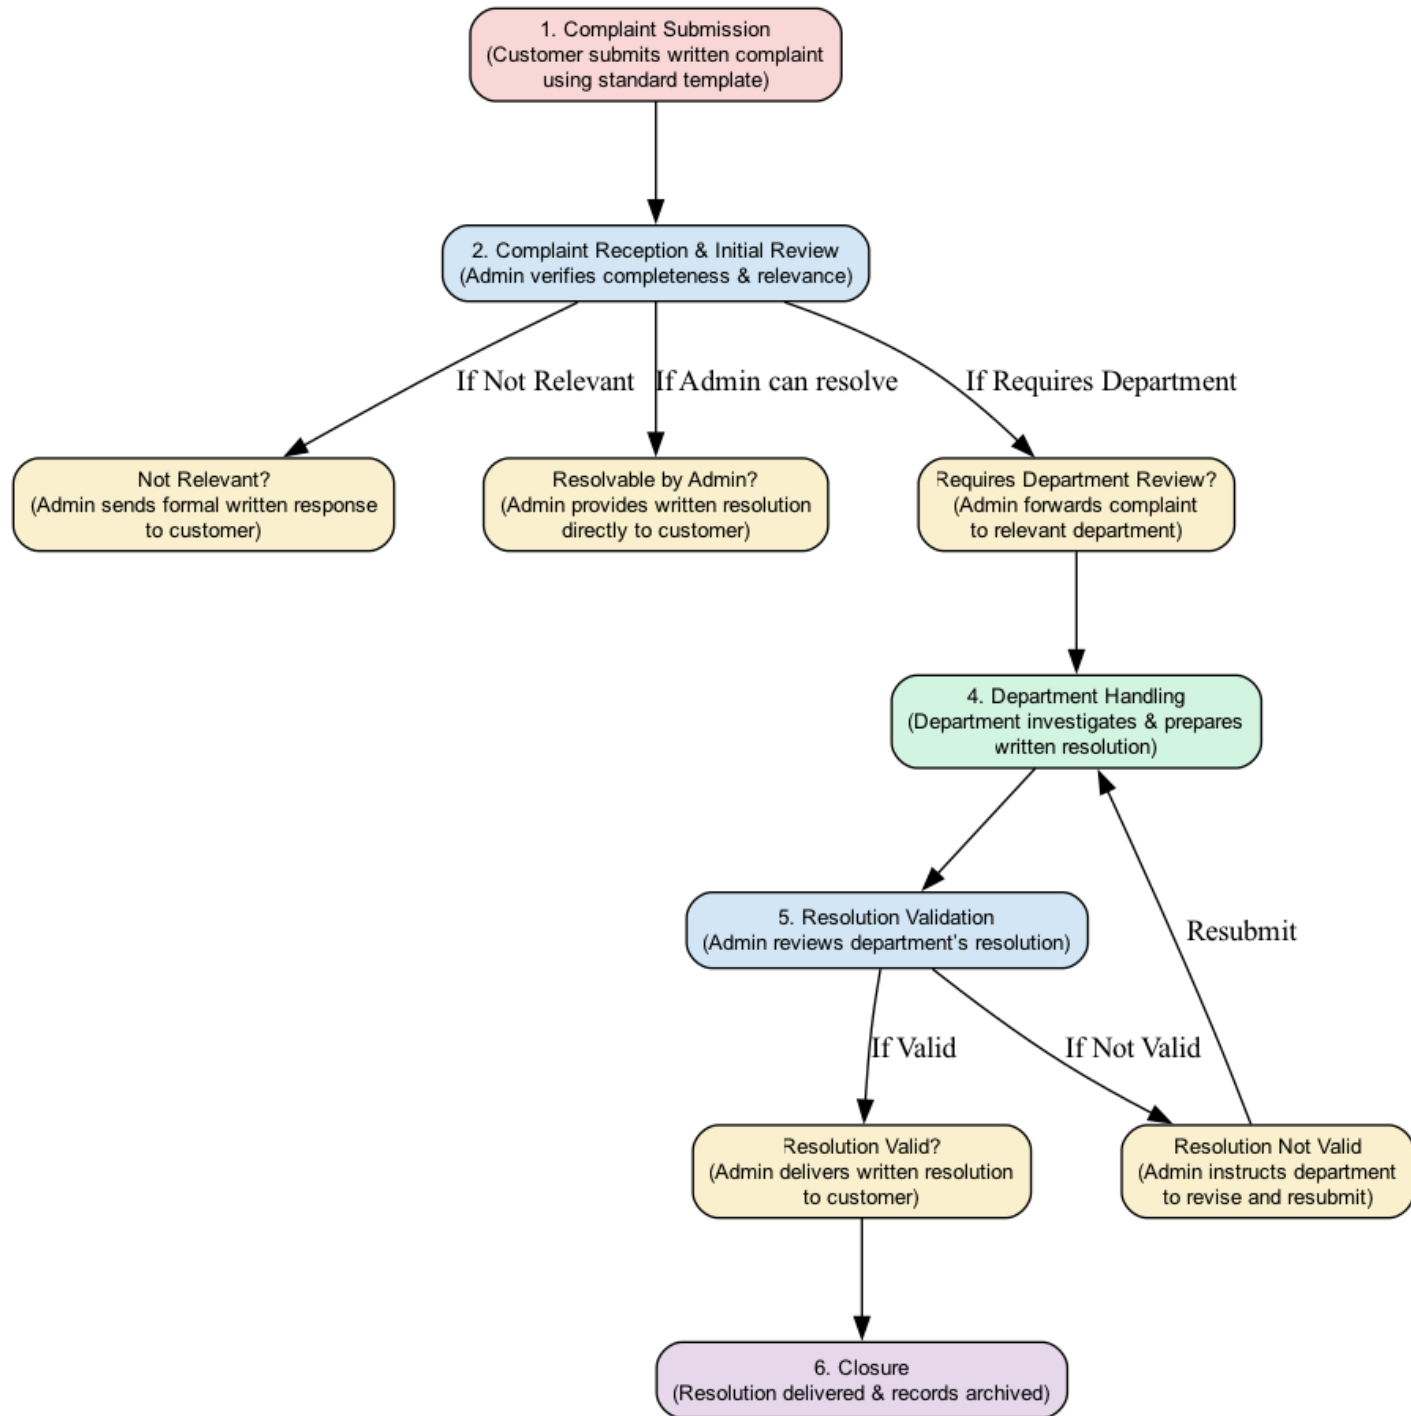 1. Complaint Submission
(Customer submits written complaint
using standard template)
2. Complaint Reception & Initial Review
(Admin verifies completeness & relevance)
If Not Relevant
If Admin can resolve
If Requires Department
Not Relevant?
(Admin sends formal written response
to customer)
Resolvable by Admin?
(Admin provides written resolution
directly to customer)
Requires Department Review?
(Admin forwards complaint
to relevant department)
4. Department Handling
(Department investigates & prepares
written resolution)
5. Resolution Validation
(Admin reviews department's resolution)
Resubmit
If Valid
If Not Valid
Resolution Valid?
(Admin delivers written resolution
to customer)
Resolution Not Valid
(Admin instructs department
to revise and resubmit)
6. Closure
(Resolution delivered & records archived)